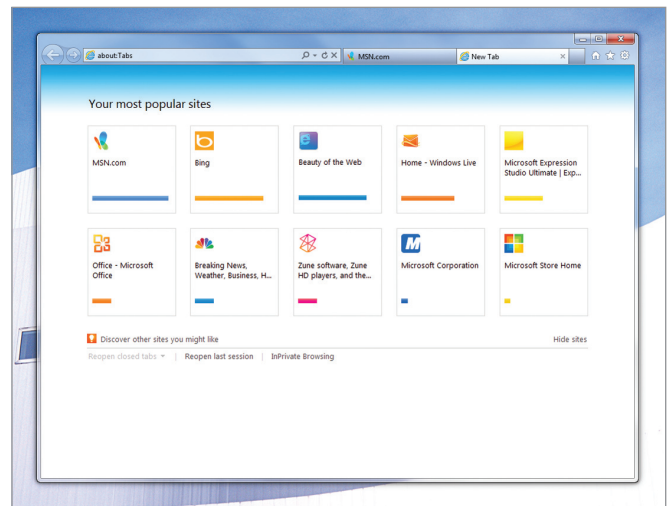 about:Tabs
MSN.com
New Tab
Your most popular sites
MSN.com
Bing
Beauty of the Web
Home - Windows Live
Microsoft Expression
Studio Ultimate | Exp...
Office - Microsoft
Office
Breaking News,
Weather, Business, H...
Zune software, Zune
HD players, and the...
Microsoft Corporation
Microsoft Store Home
Discover other sites you might like
Hide sites
Reopen closed tabs
Reopen last session
InPrivate Browsing